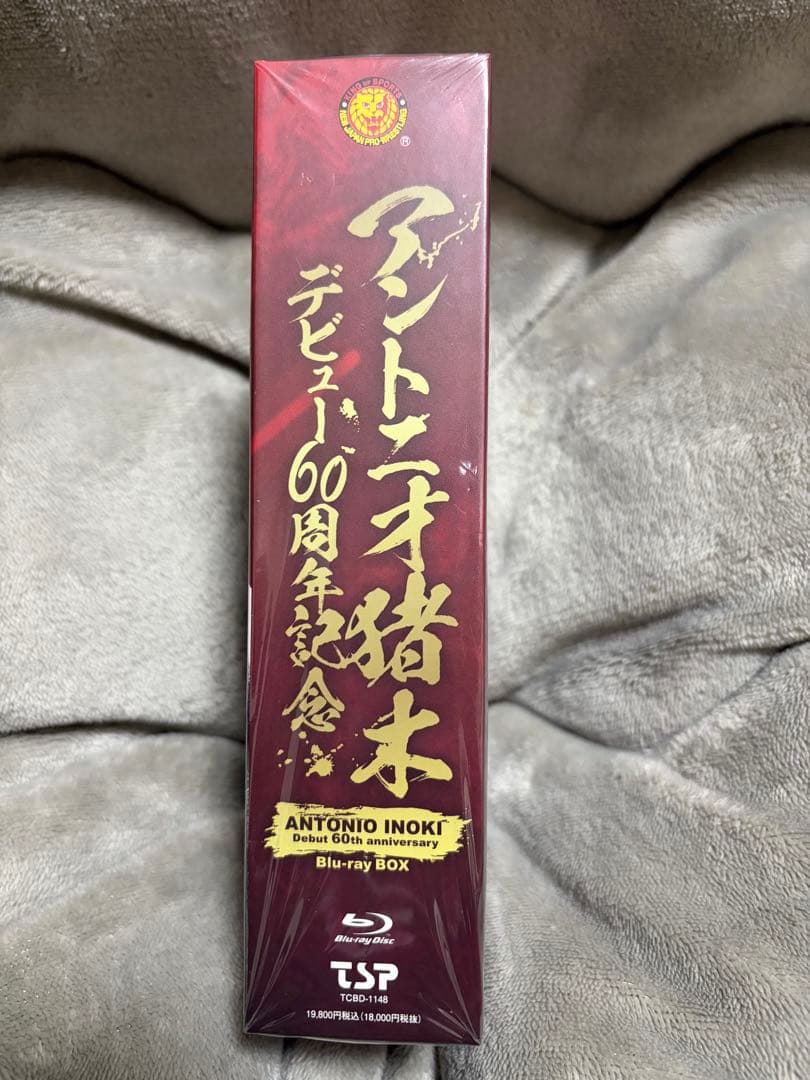 KING OF SPORTS
NEW JAPAN PRO-WRESTLING
®
アントニオ猪木
デビュー60周年記念
ANTONIO INOKI
Debut 60th anniversary
Blu-ray BOX
Blu-ray Disc
TSP
TCBD-1148
19,800円税込(18,000円税抜)